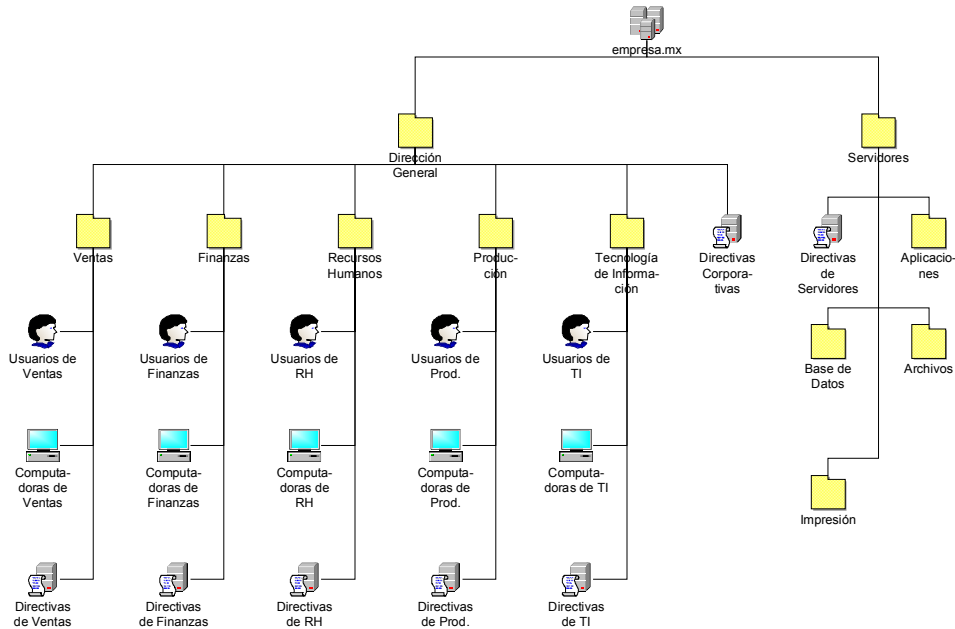 empresa.mx
Dirección
General
Servidores
Ventas
Finanzas
Recursos
Humanos
Produc-
ción
Tecnología
de Informa-
ción
Directivas
Corpora-
tivas
Directivas
de
Servidores
Aplicacio-
nes
Usuarios de
Ventas
Usuarios de
Finanzas
Usuarios de
RH
Usuarios de
Prod.
Usuarios de
TI
Base de
Datos
Archivos
Computa-
doras de
Ventas
Computa-
doras de
Finanzas
Computa-
doras de
RH
Computa-
doras de
Prod.
Computa-
doras de TI
Impresión
Directivas
de Ventas
Directivas
de Finanzas
Directivas
de RH
Directivas
de Prod.
Directivas
de TI